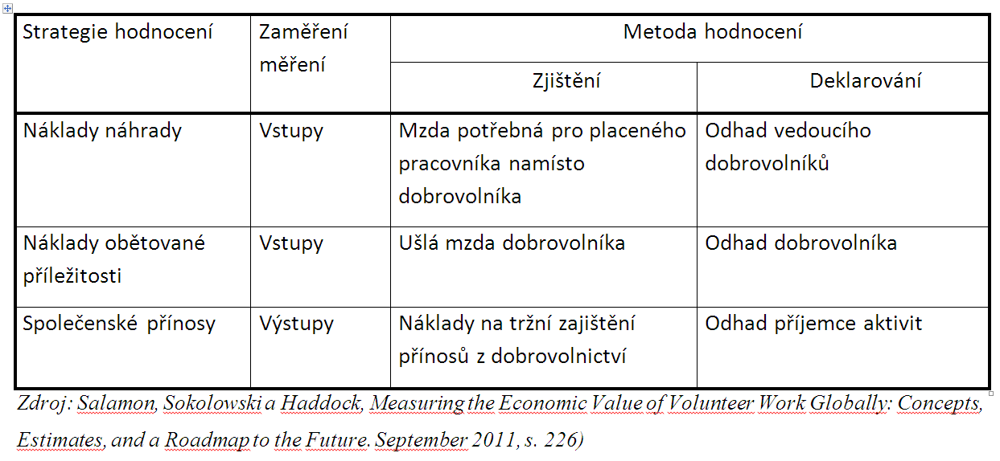 Strategie hodnocení
Zaměření
měření
Metoda hodnocení
Zjištění
Deklarování
Náklady náhrady
Vstupy
Mzda potřebná pro placeného
pracovníka namísto
dobrovolníka
Odhad vedoucího
dobrovolníků
Náklady obětované
příležitosti
Vstupy
Ušlá mzda dobrovolníka
Odhad dobrovolníka
Společenské přínosy
Výstupy
Náklady na tržní zajištění
přínosů z dobrovolnictví
Odhad příjemce aktivit
Zdroj: Salamon, Sokolowski a Haddock, Measuring the Economic Value of Volunteer Work Globally: Concepts,
Estimates, and a Roadmap to the Future. September 2011, s. 226)